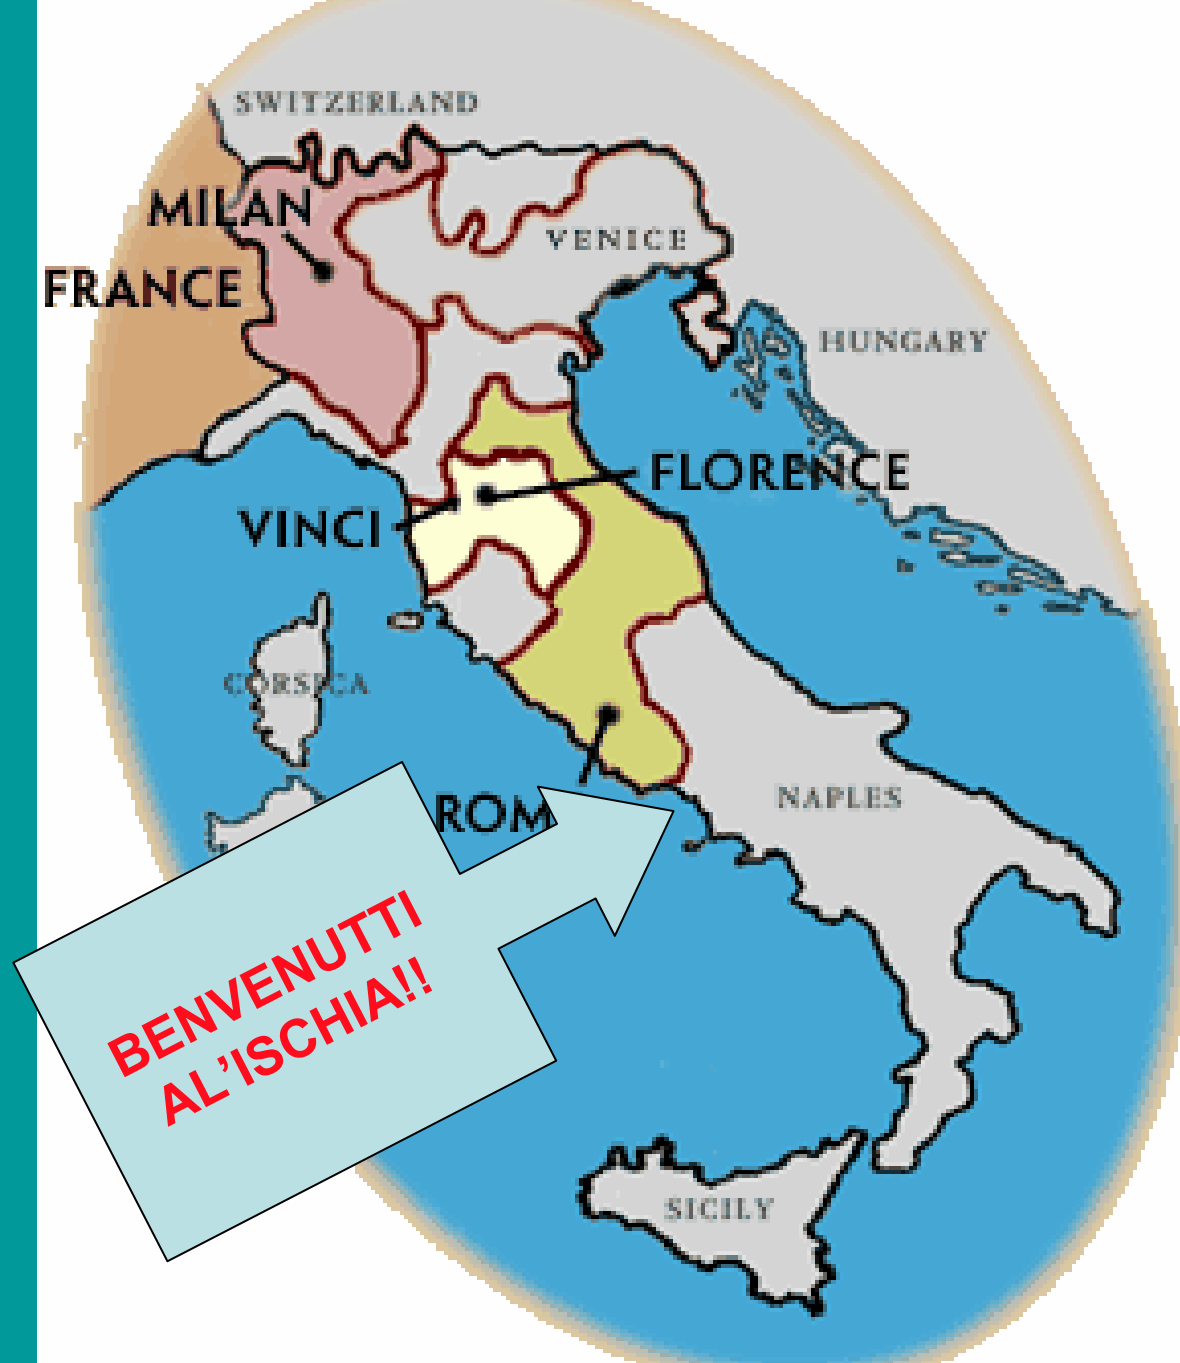 SWITZERLAND
MILAN
VENICE
FRANCE
HUNGARY
FLORENCE
VINCI
CORSICA
NAPLES
ROM
BENVENUTTI
AL’ISCHIA!!
SICILY